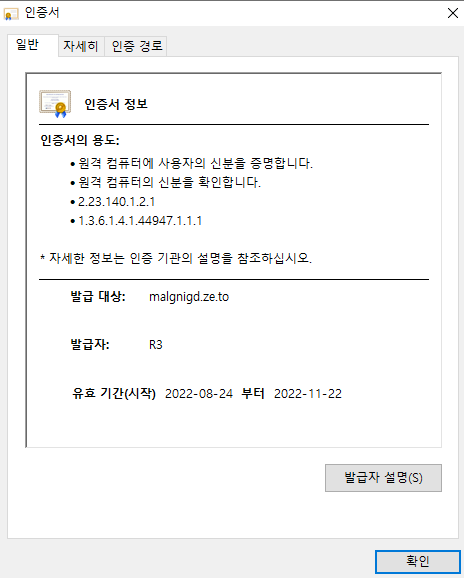 인증서
일반 자세히 인증 경로
인증서 정보
인증서의 용도:
• 원격 컴퓨터에 사용자의 신분을 증명합니다.
• 원격 컴퓨터의 신분을 확인합니다.
• 2.23.140.1.2.1
• 1.3.6.1.4.1.44947.1.1.1
* 자세한 정보는 인증 기관의 설명을 참조하십시오.
발급 대상: malgnigd.ze.to
발급자: R3
유효 기간(시작) 2022-08-24 부터 2022-11-22
발급자 설명(S)
확인